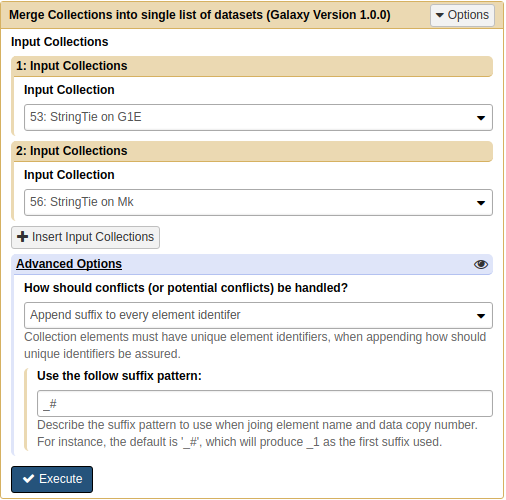 Merge Collections into single list of datasets (Galaxy Version 1.0.0)
Options
Input Collections
1: Input Collections
Input Collection
53: StringTie on G1E
2: Input Collections
Input Collection
56: StringTie on Mk
Insert Input Collections
Advanced Options
How should conflicts (or potential conflicts) be handled?
Append suffix to every element identifer
Collection elements must have unique element identifiers, when appending how should
unique identifiers be assured.
Use the follow suffix pattern:
_#
Describe the suffix pattern to use when joing element name and data copy number.
For instance, the default is '_#', which will produce _1 as the first suffix used.
Execute